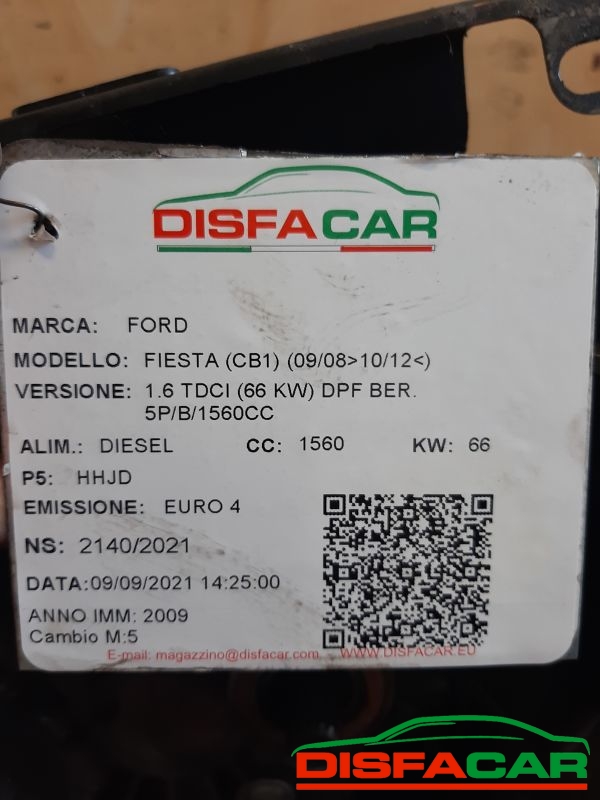 DISFACAR
MARCA: FORD
MODELLO: FIESTA (CB1) (09/08>10/12<)
VERSIONE: 1.6 TDCI (66 KW) DPF BER.
5P/B/1560CC
ALIM.: DIESEL CC: 1560 KW: 66
P5: HHJD
EMISSIONE: EURO 4
NS: 2140/2021
DATA:09/09/2021 14:25:00
ANNO IMM: 2009
Cambio M:5
E-mail: magazzino@disfacar.com WWW.DISFACAR.EU
DISFACAR